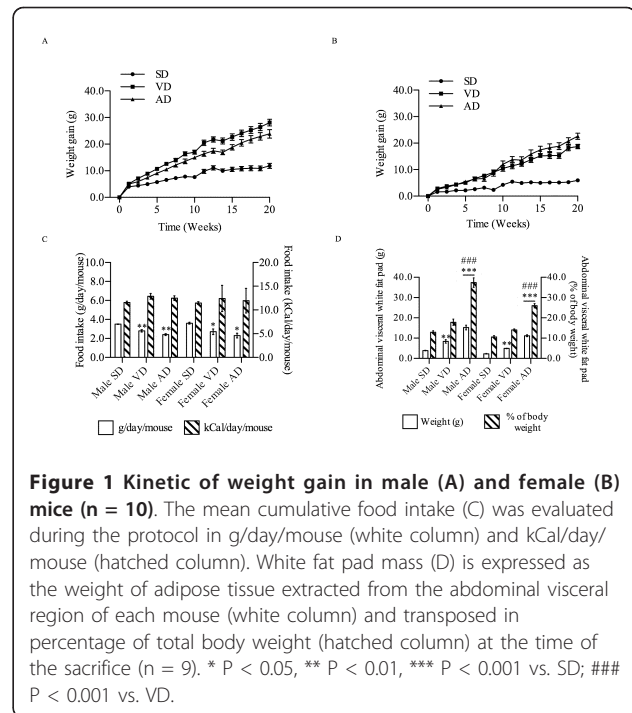 A
SD
VD
AD
Weight gain (g)
40.0
30.0
20.0
10.0
0.0
0
5
10
15
20
Time (Weeks)
B
SD
VD
AD
Weight gain (g)
40.0
30.0
20.0
10.0
0.0
0
5
10
15
20
Time (Weeks)
C
Food intake (g/day/mouse)
10.0
8.0
6.0
4.0
2.0
0.0
** ** * *
20.0
15.0
10.0
5.0
0.0
Food intake (kCal/day/mouse)
Male SD
Male VD
Male AD
Female SD
Female VD
Female AD
g/day/mouse
kCal/day/mouse
D
Abdominal visceral white fat pad (g)
40.0
30.0
20.0
10.0
0.0
###
***
###
***
**
**
40.0
30.0
20.0
10.0
0.0
Abdominal visceral white fat pad
(% of body weight)
Male SD
Male VD
Male AD
Female SD
Female VD
Female AD
Weight (g)
% of body
weight
Figure 1 Kinetic of weight gain in male (A) and female (B)
mice (n = 10). The mean cumulative food intake (C) was evaluated
during the protocol in g/day/mouse (white column) and kCal/day/
mouse (hatched column). White fat pad mass (D) is expressed as
the weight of adipose tissue extracted from the abdominal visceral
region of each mouse (white column) and transposed in
percentage of total body weight (hatched column) at the time of
the sacrifice (n = 9). * P < 0.05, ** P < 0.01, *** P < 0.001 vs. SD; ###
P < 0.001 vs. VD.